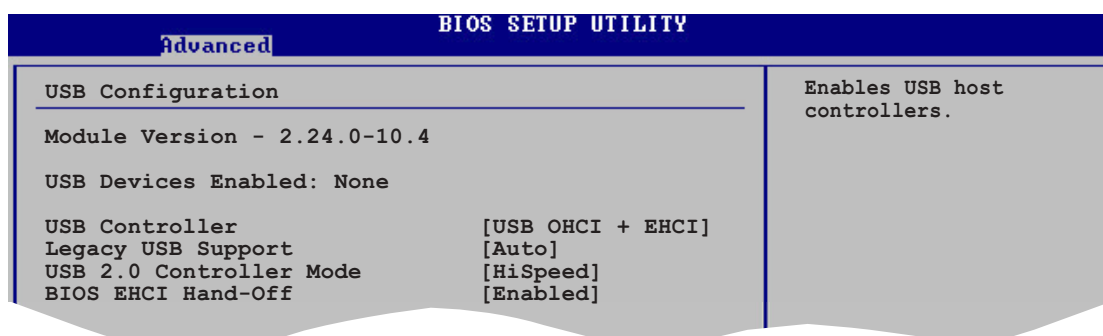 BIOS SETUP UTILITY
Advanced
USB Configuration
Module Version - 2.24.0-10.4
USB Devices Enabled: None
USB Controller [USB OHCI + EHCI]
Legacy USB Support [Auto]
USB 2.0 Controller Mode [HiSpeed]
BIOS EHCI Hand-Off [Enabled]
Enables USB host
controllers.